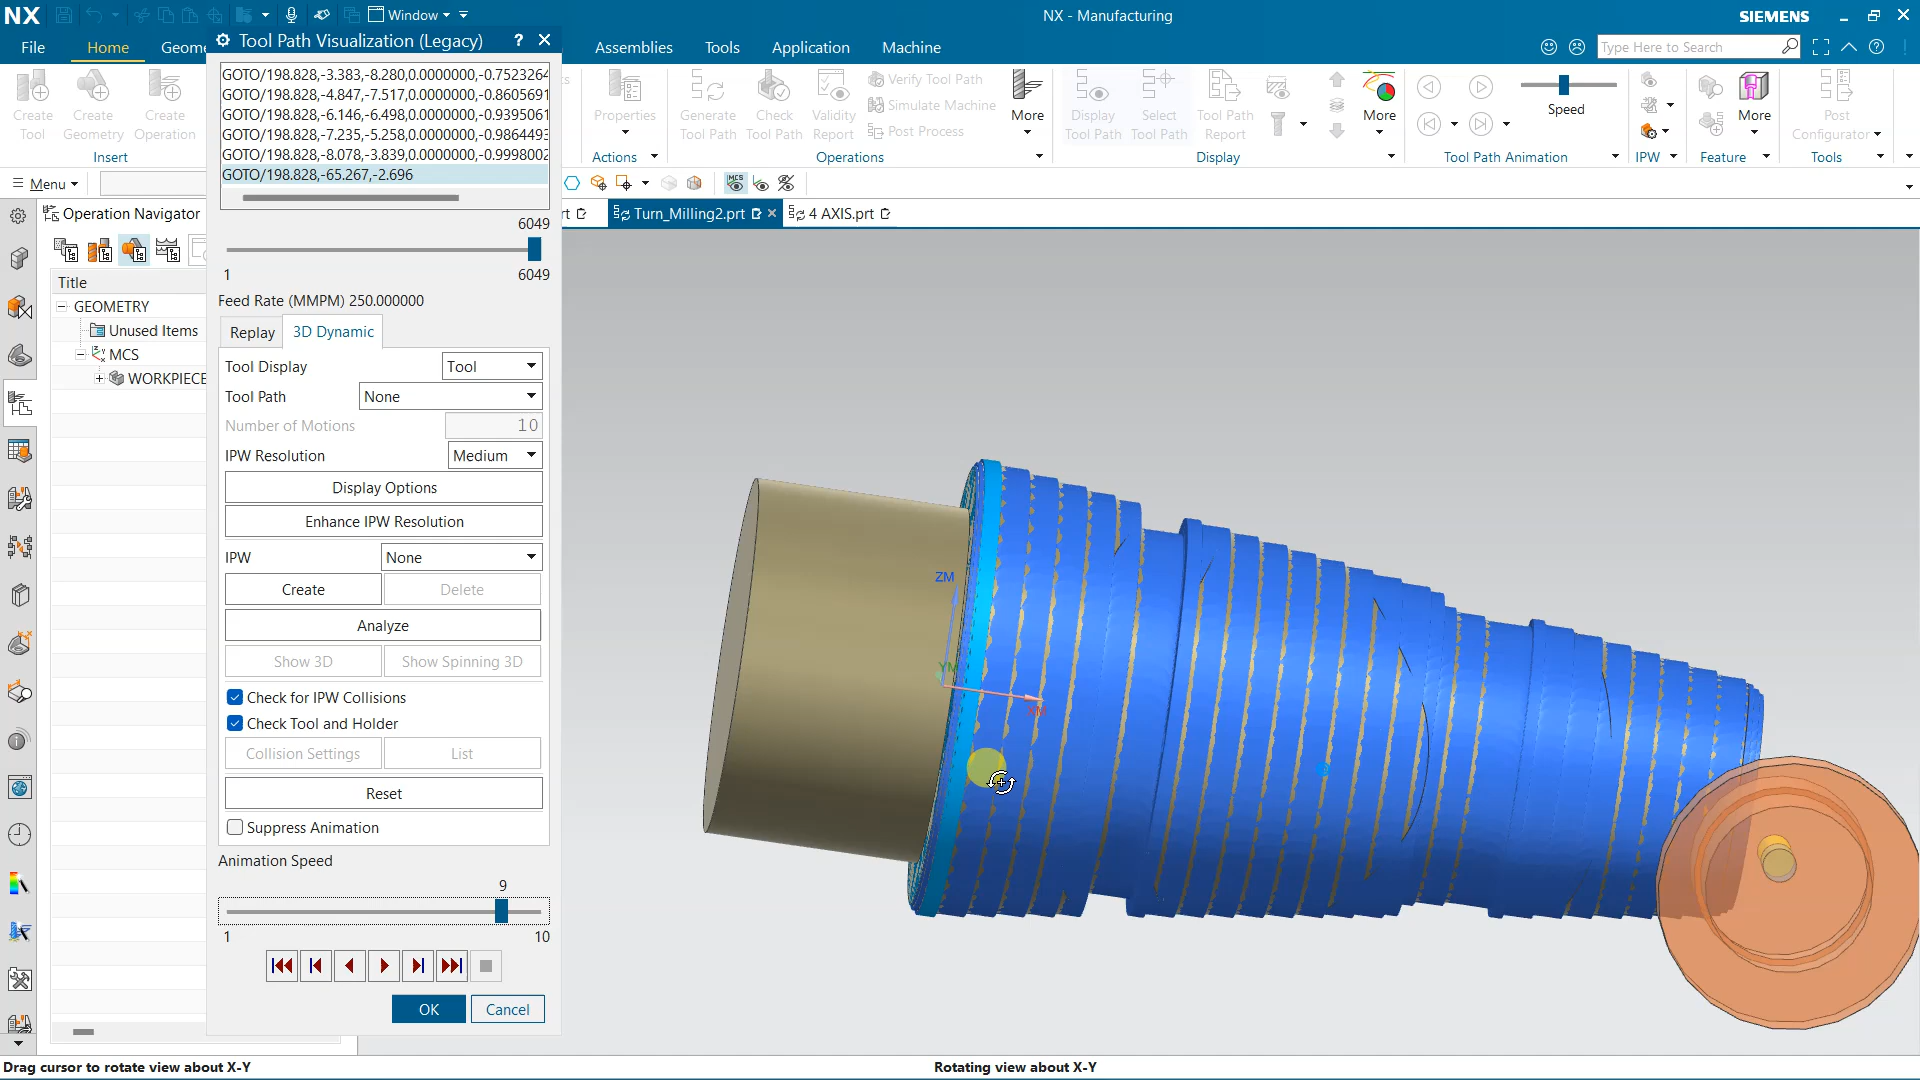 NX
Window
NX - Manufacturing
SIEMENS
File
Home
Geome
Tool Path Visualization (Legacy)
?
Assemblies
Tools
Application
Machine
Type Here to Search
Create Tool
Create Geometry
Create Operation
Insert
GOTO/198.828,-3.383,-8.280,0.0000000,-0.7523264
GOTO/198.828,-4.847,-7.517,0.0000000,-0.8605691
GOTO/198.828,-6.146,-6.498,0.0000000,-0.9395061
GOTO/198.828,-7.235,-5.258,0.0000000,-0.9864493
GOTO/198.828,-8.078,-3.839,0.0000000,-0.9998002
GOTO/198.828,-65.267,-2.696
Properties
Actions
Generate Tool Path
Check Tool Path
Validity Report
Verify Tool Path
Simulate Machine
Post Process
More
Operations
Display Tool Path
Select Tool Path
Tool Path Report
More
Display
Speed
Tool Path Animation
IPW
More
Feature
Post Configurator
Tools
Menu
Operation Navigator
rt
Turn_Milling2.prt
4 AXIS.prt
Title
GEOMETRY
Unused Items
MCS
WORKPIECE
6049
1
6049
Feed Rate (MMPM) 250.000000
Replay
3D Dynamic
Tool Display
Tool
Tool Path
None
Number of Motions
10
IPW Resolution
Medium
Display Options
Enhance IPW Resolution
IPW
None
Create
Delete
Analyze
Show 3D
Show Spinning 3D
Check for IPW Collisions
Check Tool and Holder
Collision Settings
List
Reset
Suppress Animation
Animation Speed
9
1
10
OK
Cancel
ZM
YM
XM
Drag cursor to rotate view about X-Y
Rotating view about X-Y